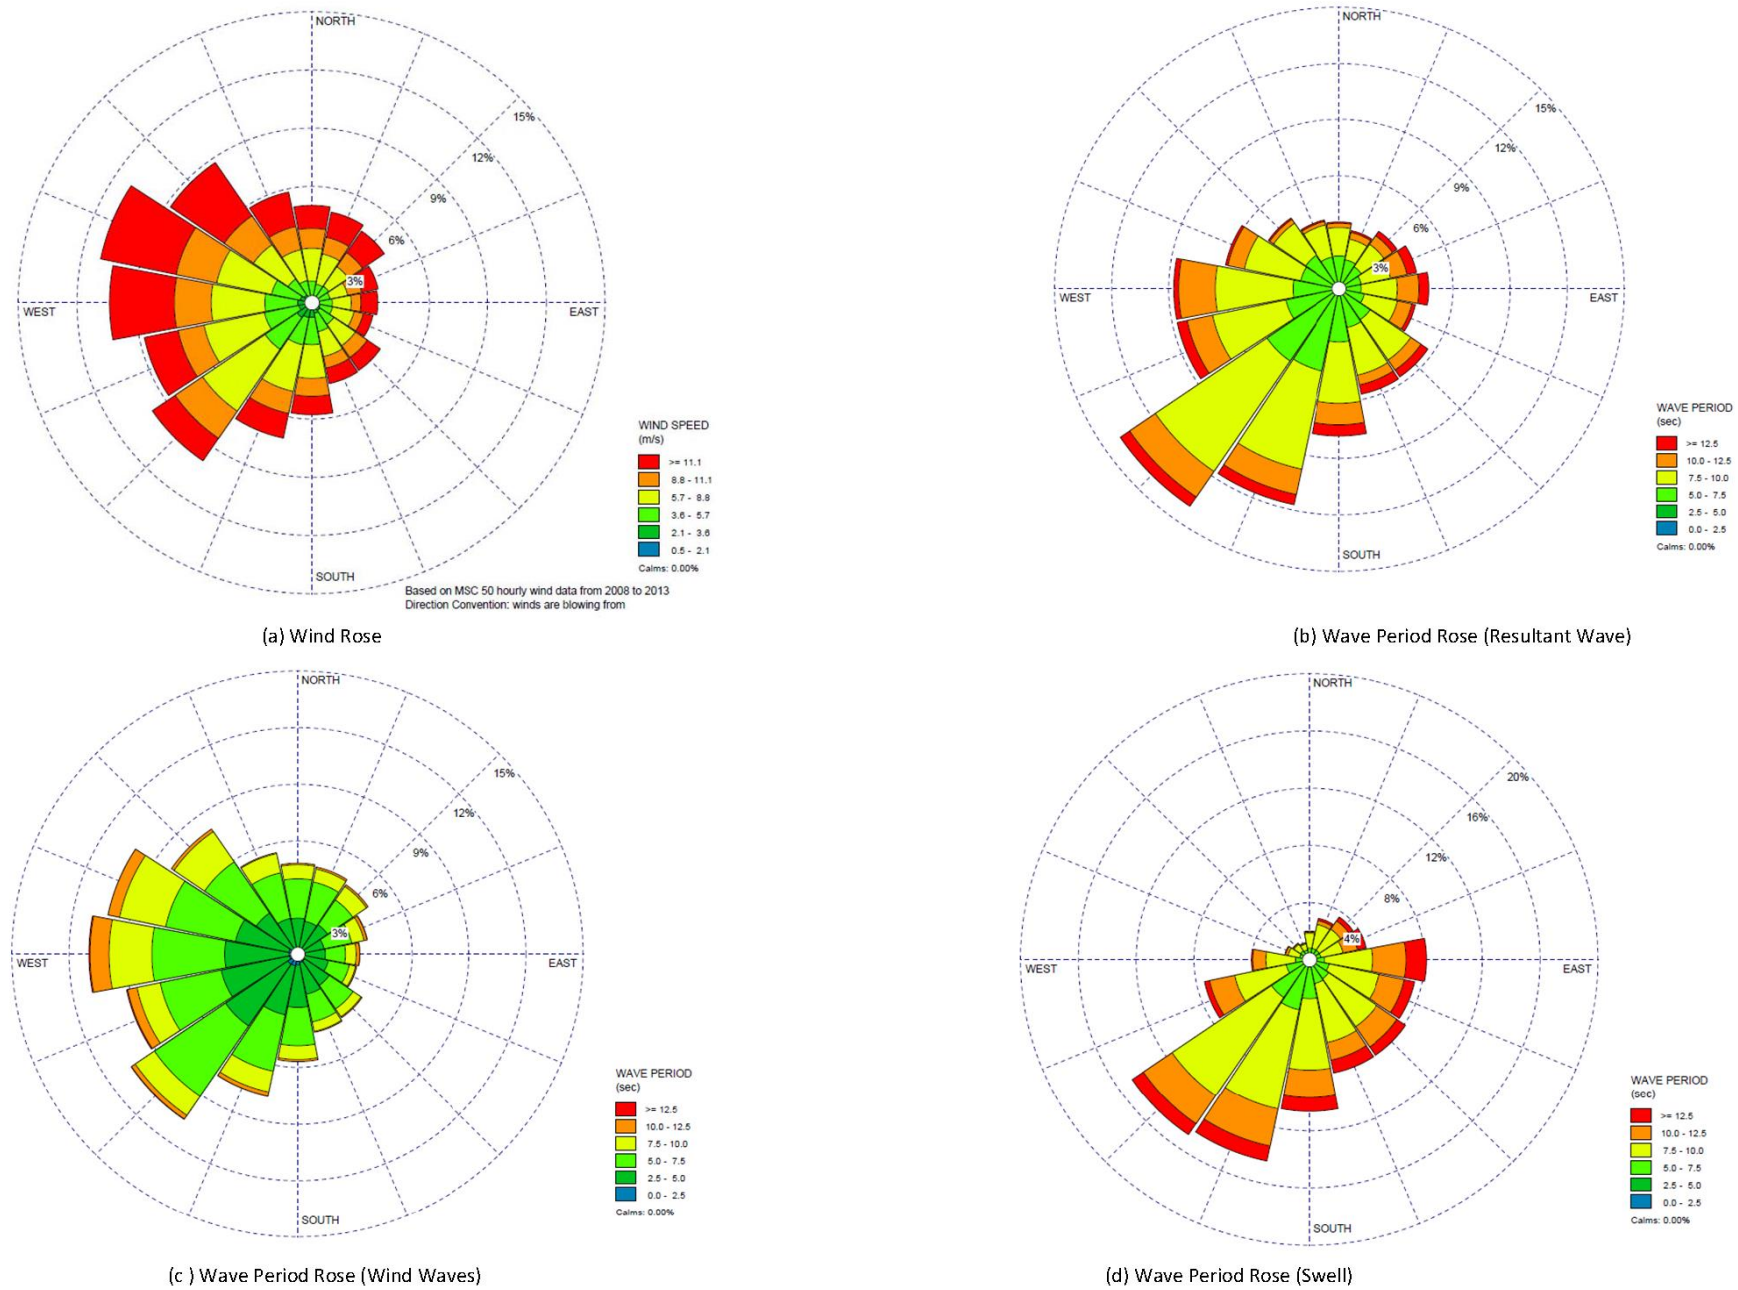 NORTH
15%
12%
9%
6%
3%
WEST
EAST
SOUTH
WIND SPEED
(m/s)
>= 11.1
8.8 - 11.1
5.7 - 8.8
3.6 - 5.7
2.1 - 3.6
0.5 - 2.1
Calms: 0.00%
Based on MSC 50 hourly wind data from 2008 to 2013
Direction Convention: winds are blowing from
(a) Wind Rose
NORTH
15%
12%
9%
6%
3%
WEST
EAST
SOUTH
WAVE PERIOD
(sec)
>= 12.5
10.0 - 12.5
7.5 - 10.0
5.0 - 7.5
2.5 - 5.0
0.0 - 2.5
Calms: 0.00%
(b) Wave Period Rose (Resultant Wave)
NORTH
15%
12%
9%
6%
3%
WEST
EAST
SOUTH
WAVE PERIOD
(sec)
>= 12.5
10.0 - 12.5
7.5 - 10.0
5.0 - 7.5
2.5 - 5.0
0.0 - 2.5
Calms: 0.00%
(c ) Wave Period Rose (Wind Waves)
NORTH
20%
16%
12%
8%
4%
WEST
EAST
SOUTH
WAVE PERIOD
(sec)
>= 12.5
10.0 - 12.5
7.5 - 10.0
5.0 - 7.5
2.5 - 5.0
0.0 - 2.5
Calms: 0.00%
(d) Wave Period Rose (Swell)